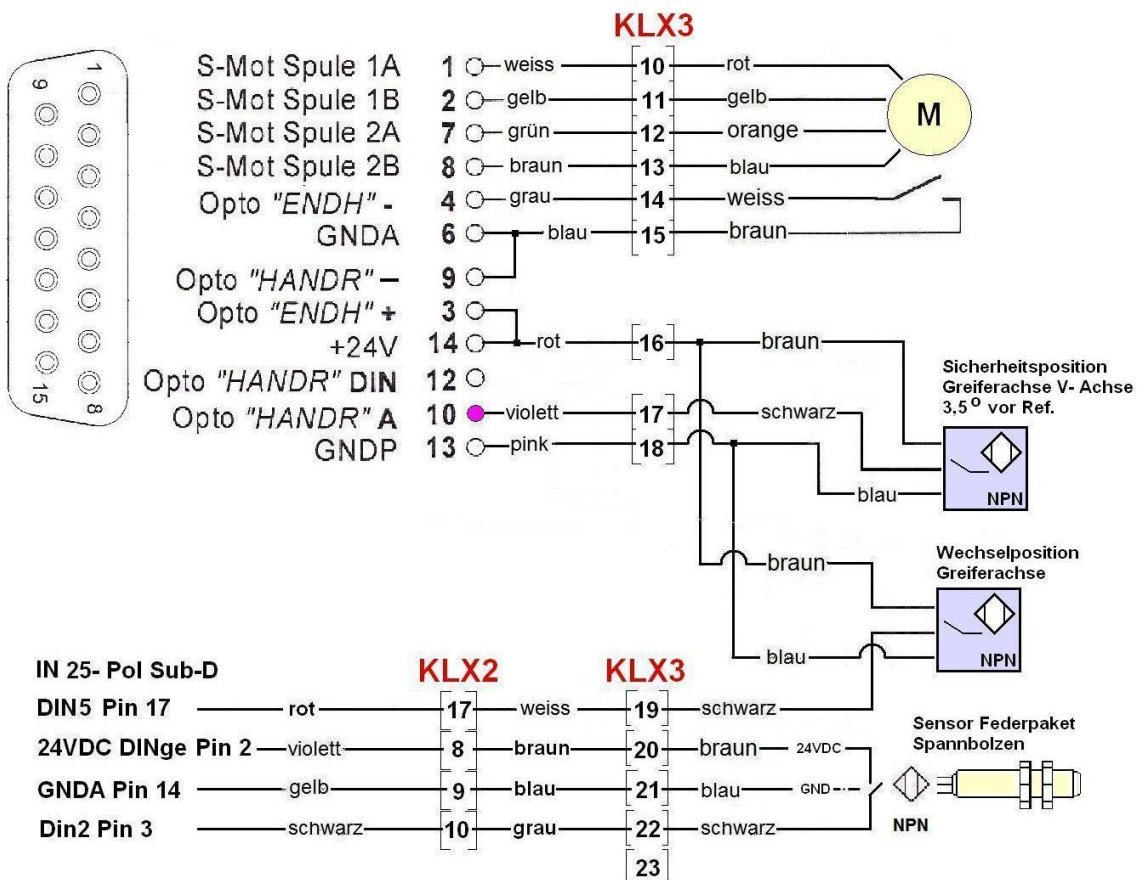 KLX3
S-Mot Spule 1A 1 weiss 10 rot
S-Mot Spule 1B 2 gelb 11 gelb
S-Mot Spule 2A 7 grün 12 orange
S-Mot Spule 2B 8 braun 13 blau
M
Opto "ENDH" - 4 grau 14 weiss
GNDA 6 blau 15 braun
Opto "HANDR" – 9
Opto "ENDH" + 3
+24V 14 rot 16 braun
Opto "HANDR" DIN 12
Opto "HANDR" A 10 violett 17 schwarz
GNDP 13 pink 18 blau
9 1
15 8
Sicherheitsposition
Greiferachse V- Achse
3,5° vor Ref.
NPN
Wechselposition
Greiferachse
braun
blau
NPN
IN 25- Pol Sub-D KLX2 KLX3
DIN5 Pin 17 rot 17 weiss 19 schwarz
24VDC DINge Pin 2 violett 8 braun 20 braun 24VDC
GNDA Pin 14 gelb 9 blau 21 blau GND
Din2 Pin 3 schwarz 10 grau 22 schwarz
23
Sensor Federpaket
Spannbolzen
NPN